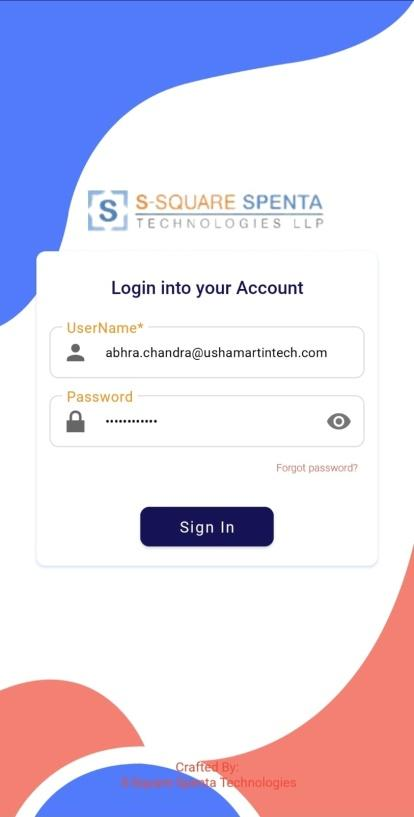 S
S-SQUARE SPENTA
TECHNOLOGIES LLP
Login into your Account
UserName*
abhra.chandra@ushamartintech.com
Password
••••••••••••
Forgot password?
Sign In
Crafted By:
S-Square Spenta Technologies